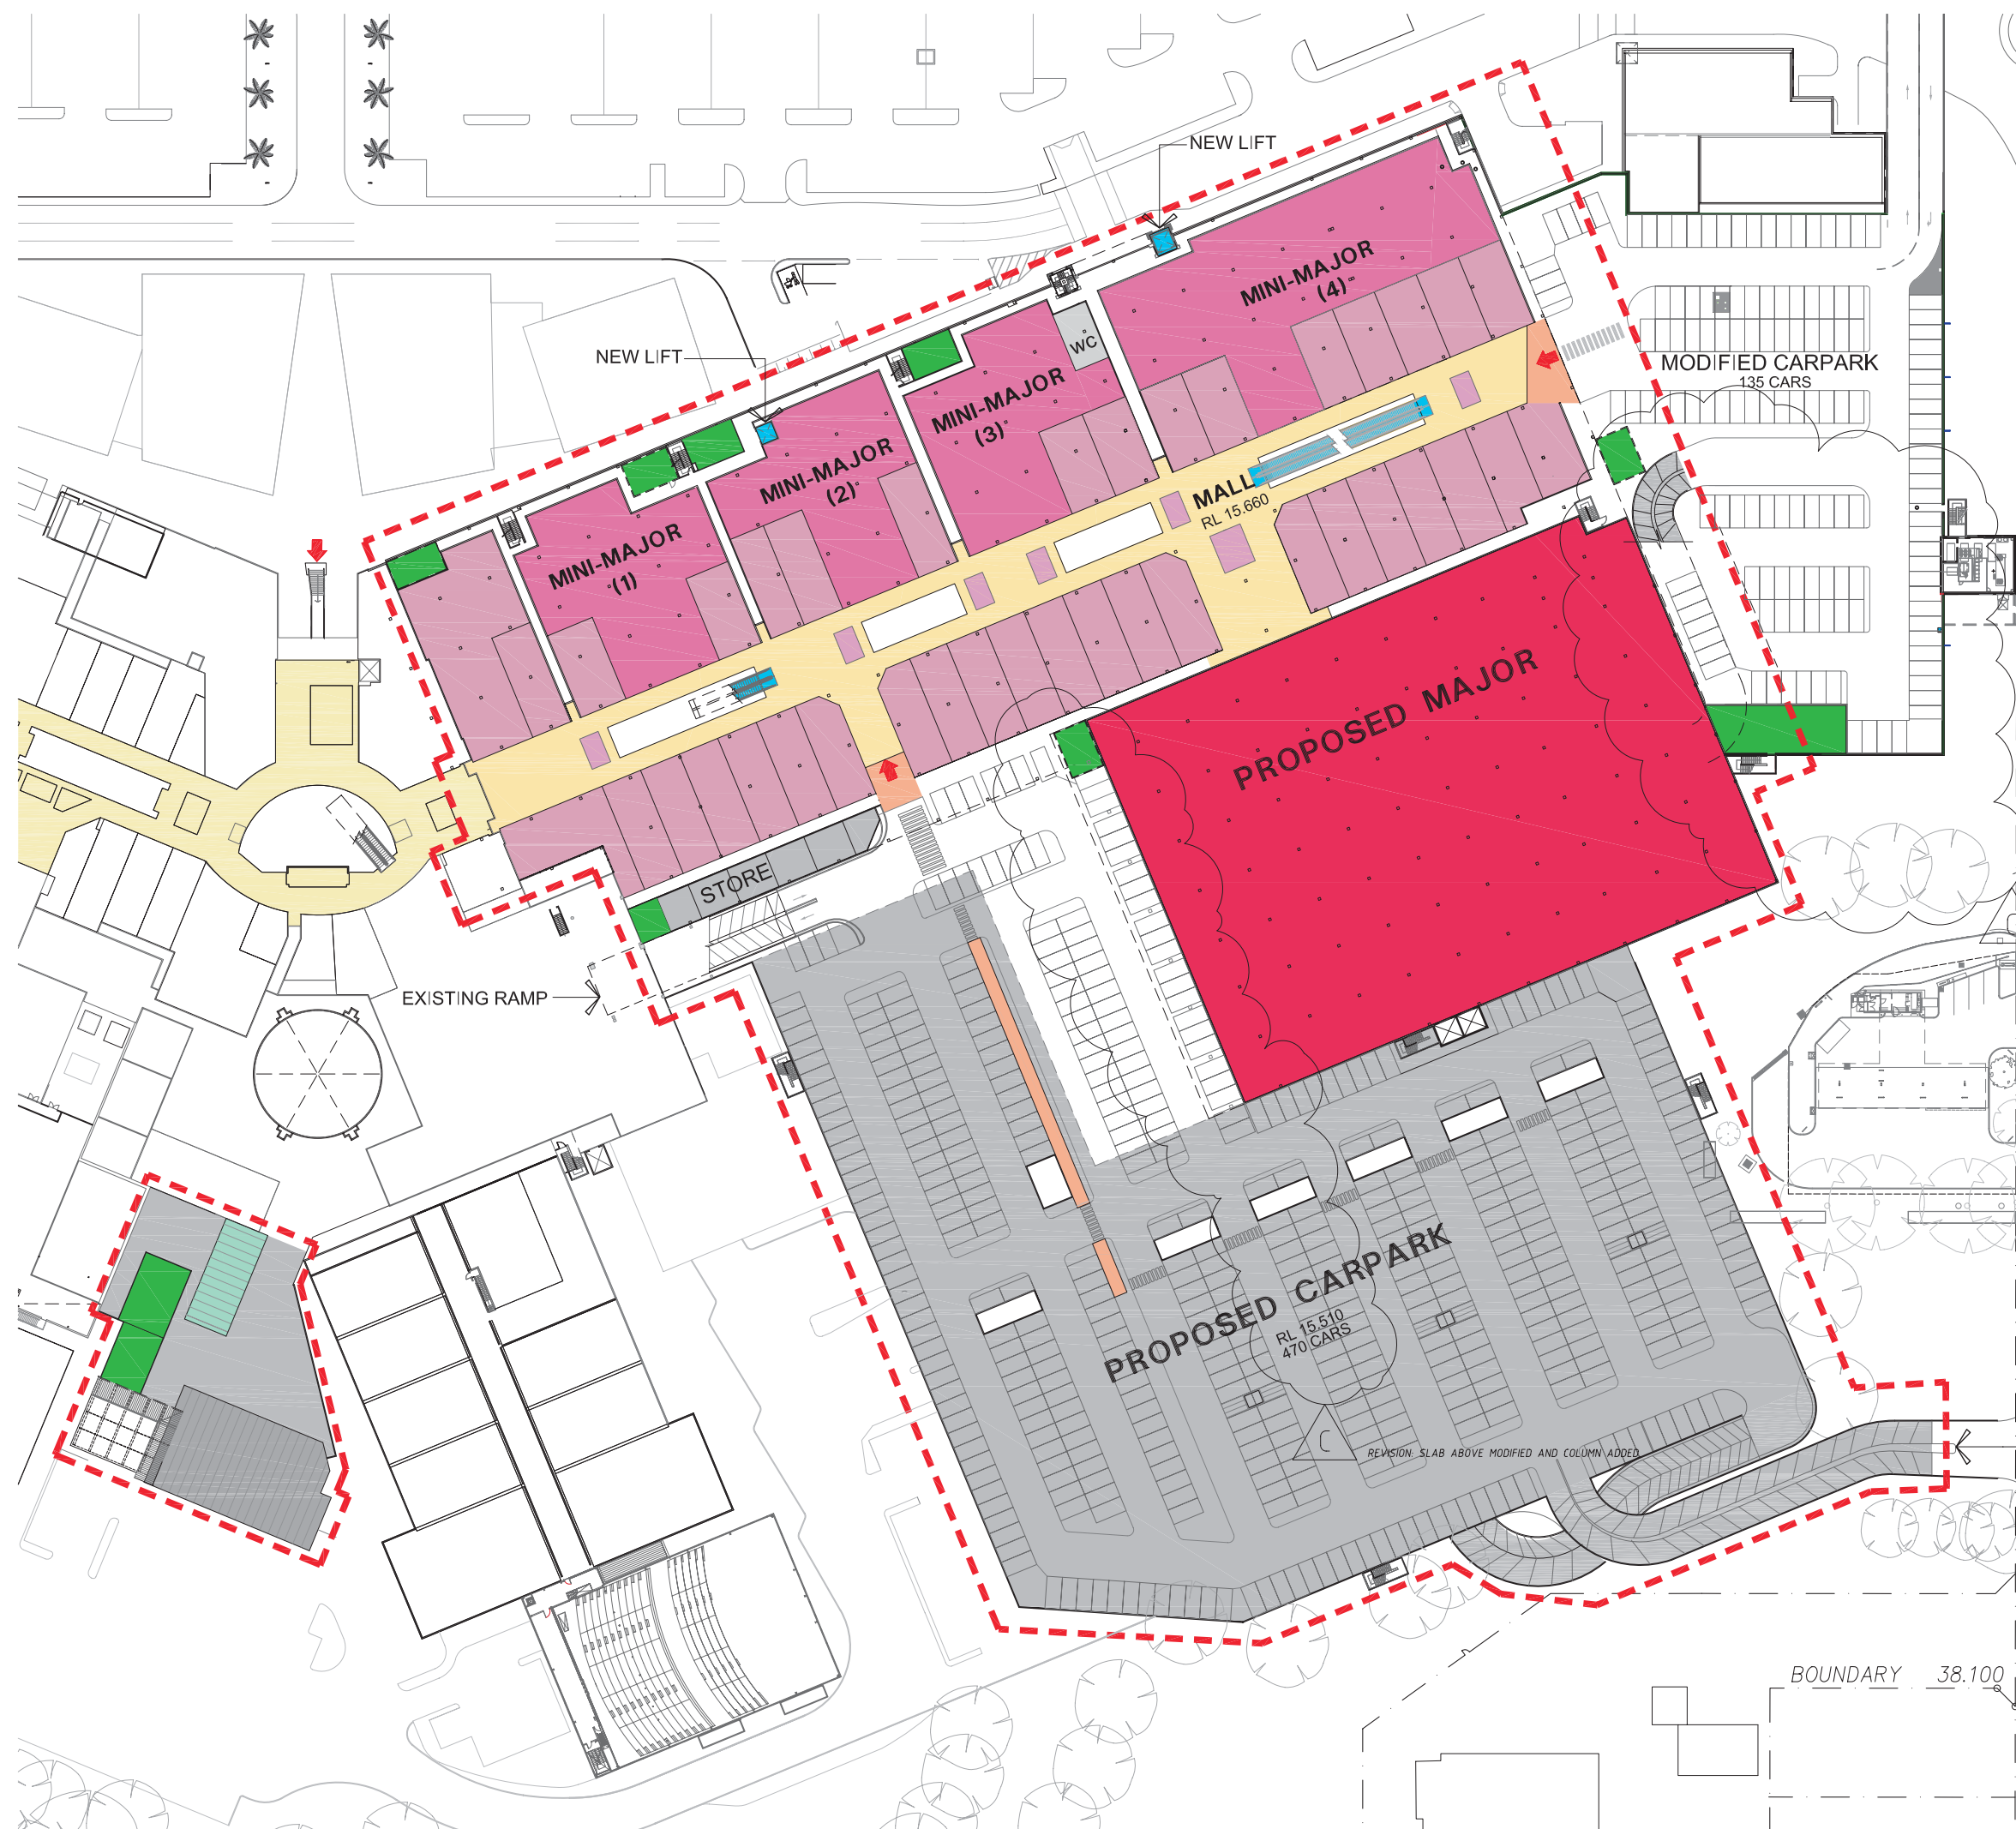 NEW LIFT
MINI-MAJOR
(4)
NEW LIFT
WC
MODIFIED CARPARK
135 CARS
MINI-MAJOR
(3)
MINI-MAJOR
(2)
MALL
RL 15.660
MINI-MAJOR
(1)
PROPOSED MAJOR
STORE
EXISTING RAMP
PROPOSED CARPARK
RL 15.510
470 CARS
C
REVISION: SLAB ABOVE MODIFIED AND COLUMN ADDED
BOUNDARY 38.100